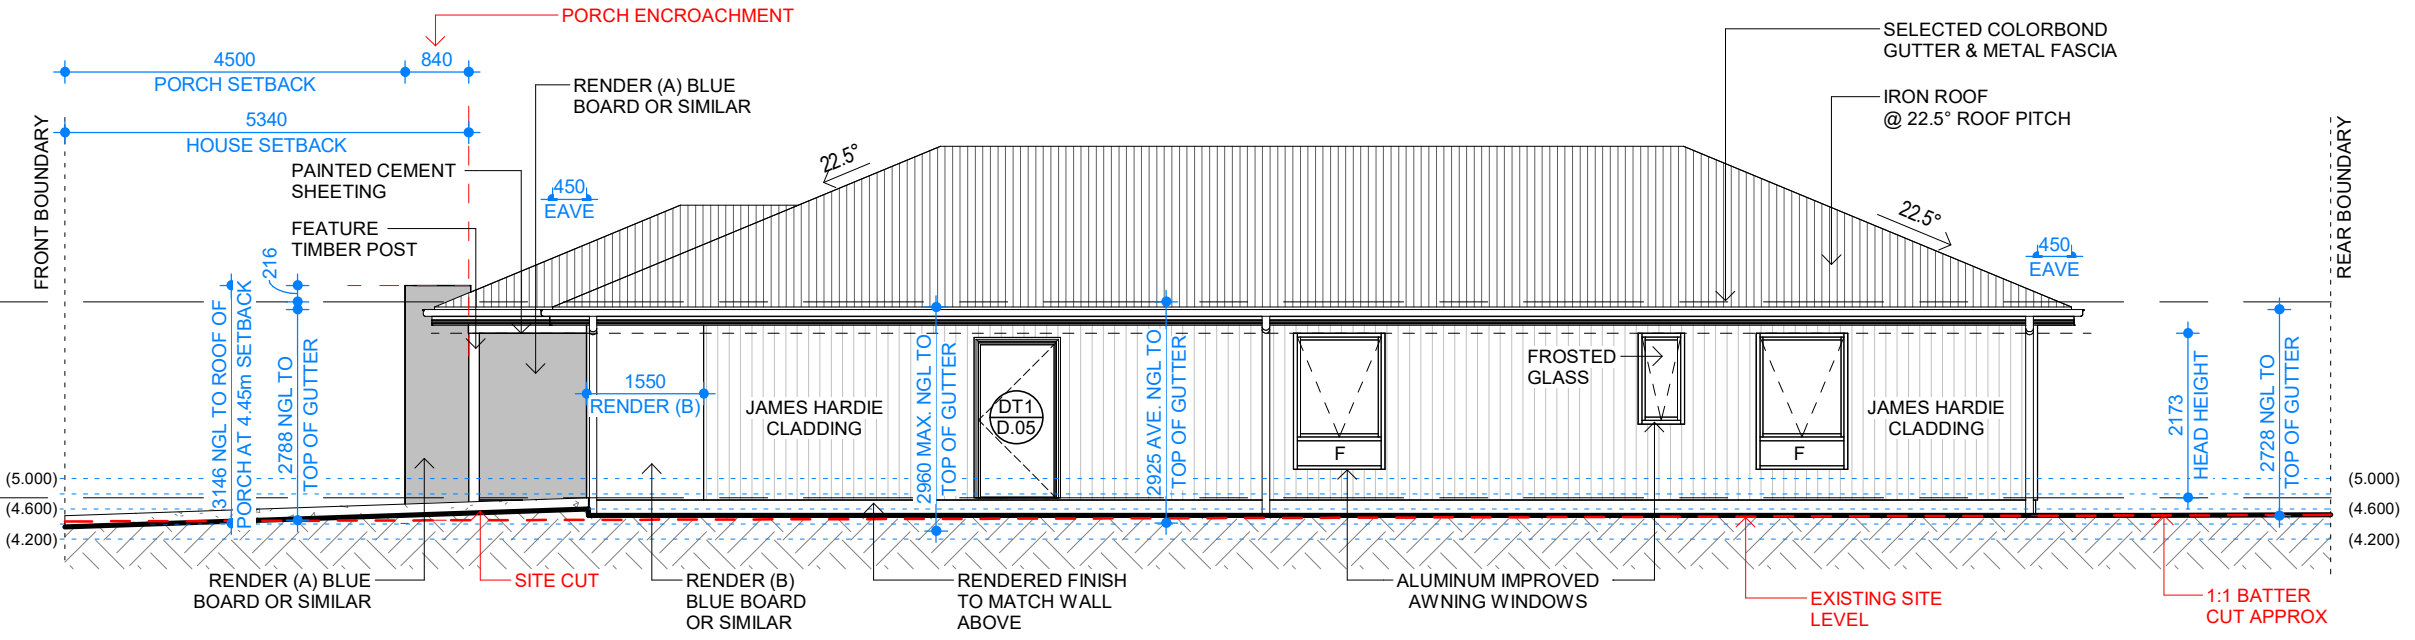 PORCH ENCROACHMENT
4500
840
PORCH SETBACK
5340
HOUSE SETBACK
RENDER (A) BLUE
BOARD OR SIMILAR
SELECTED COLORBOND
GUTTER & METAL FASCIA
IRON ROOF
@ 22.5° ROOF PITCH
FRONT BOUNDARY
REAR BOUNDARY
PAINTED CEMENT
SHEETING
FEATURE
TIMBER POST
450
EAVE
22.5°
22.5°
450
EAVE
216
3146 NGL TO ROOF OF
PORCH AT 4.45m SETBACK
2788 NGL TO
TOP OF GUTTER
1550
RENDER (B)
JAMES HARDIE
CLADDING
2960 MAX. NGL TO
TOP OF GUTTER
DT1
D.05
2925 AVE. NGL TO
TOP OF GUTTER
F
FROSTED
GLASS
F
JAMES HARDIE
CLADDING
2173
HEAD HEIGHT
2728 NGL TO
TOP OF GUTTER
(5.000)
(4.600)
(4.200)
(5.000)
(4.600)
(4.200)
RENDER (A) BLUE
BOARD OR SIMILAR
SITE CUT
RENDER (B)
BLUE BOARD
OR SIMILAR
RENDERED FINISH
TO MATCH WALL
ABOVE
ALUMINUM IMPROVED
AWNING WINDOWS
EXISTING SITE
LEVEL
1:1 BATTER
CUT APPROX